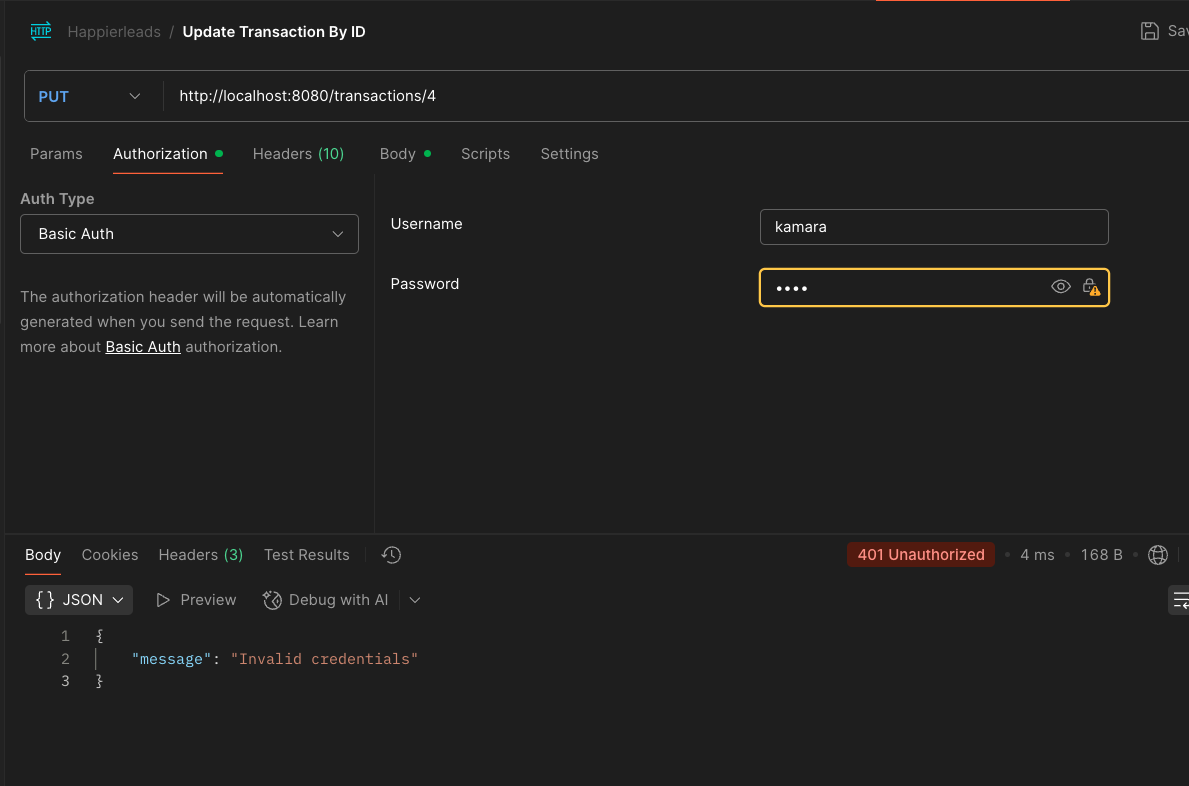 HTTP Happierleads / Update Transaction By ID
PUT http://localhost:8080/transactions/4
Params Authorization Headers (10) Body Scripts Settings
Auth Type
Basic Auth
The authorization header will be automatically
generated when you send the request. Learn
more about Basic Auth authorization.
Username kamara
Password ••••
Body Cookies Headers (3) Test Results 401 Unauthorized • 4 ms • 168 B •
{} JSON Preview Debug with AI
1 {
2 "message": "Invalid credentials"
3 }